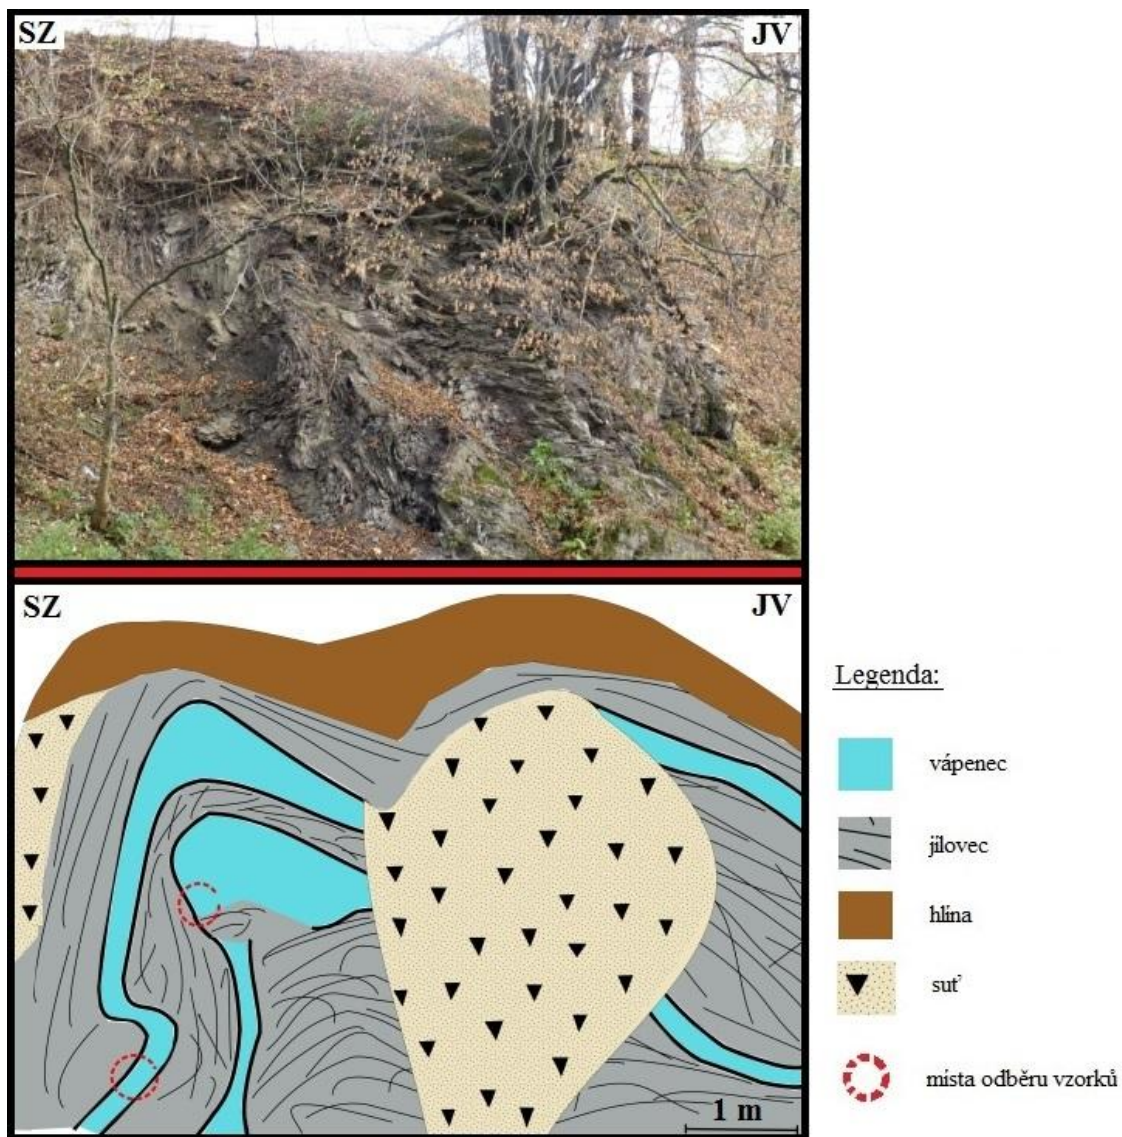 SZ JV
SZ JV
Legenda:
vápenec
jílovec
hlína
suť
místa odběru vzorků
1 m